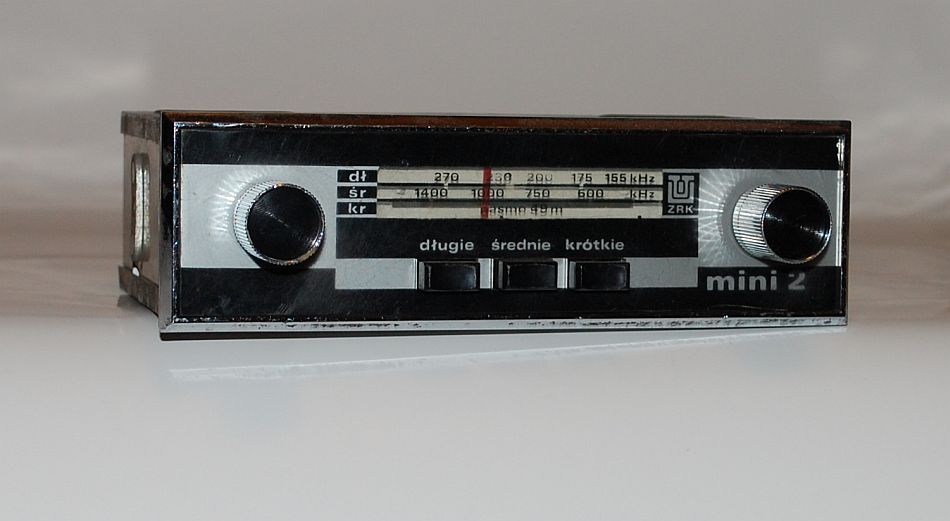 dł 270 230 200 175 155 kHz
śr 1400 1000 750 600 kHz
kr pasmo 49m
ZRK
długie średnie krótkie
mini 2